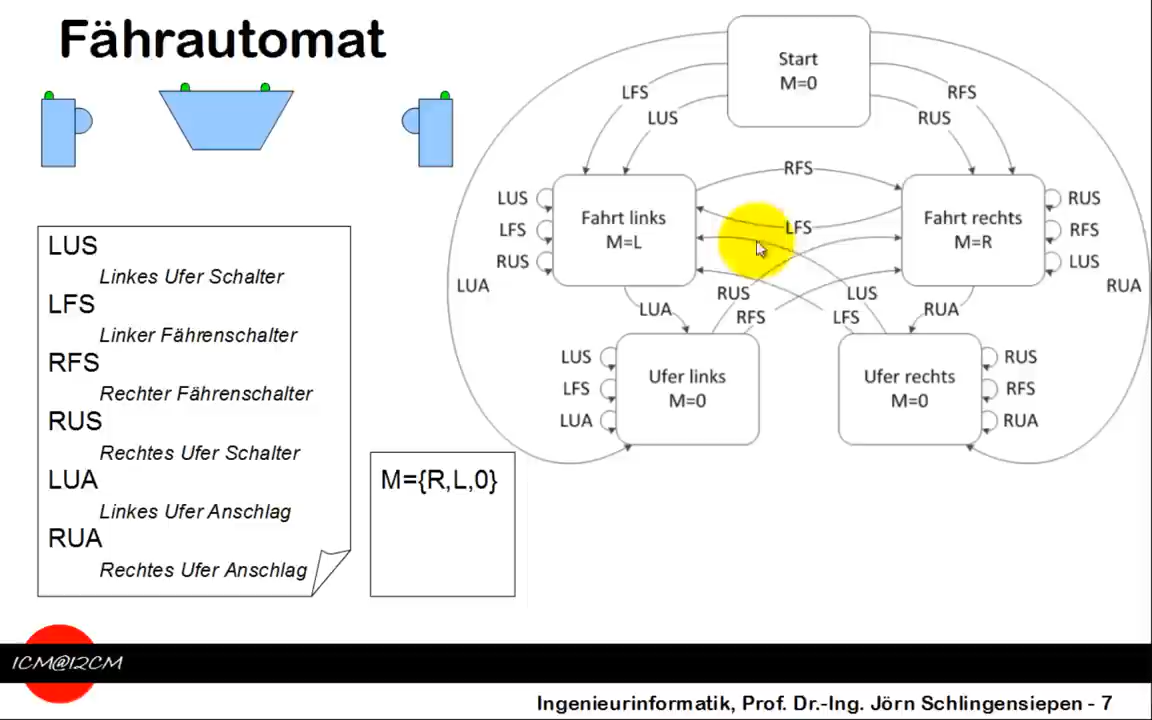 Fährautomat
LUS
Linkes Ufer Schalter
LFS
Linker Fährenschalter
RFS
Rechter Fährenschalter
RUS
Rechtes Ufer Schalter
LUA
Linkes Ufer Anschlag
RUA
Rechtes Ufer Anschlag
M={R,L,0}
Start
M=0
LFS
LUS
RFS
RUS
RFS
LFS
LUS
LFS
RUS
Fahrt links
M=L
Fahrt rechts
M=R
RUS
RFS
LUS
LUA
RUA
LUA
RUS
RFS
LUS
LFS
RUA
LUS
LFS
LUA
Ufer links
M=0
Ufer rechts
M=0
RUS
RFS
RUA
1CM@12CM
Ingenieurinformatik, Prof. Dr.-Ing. Jörn Schlingensiepen - 7